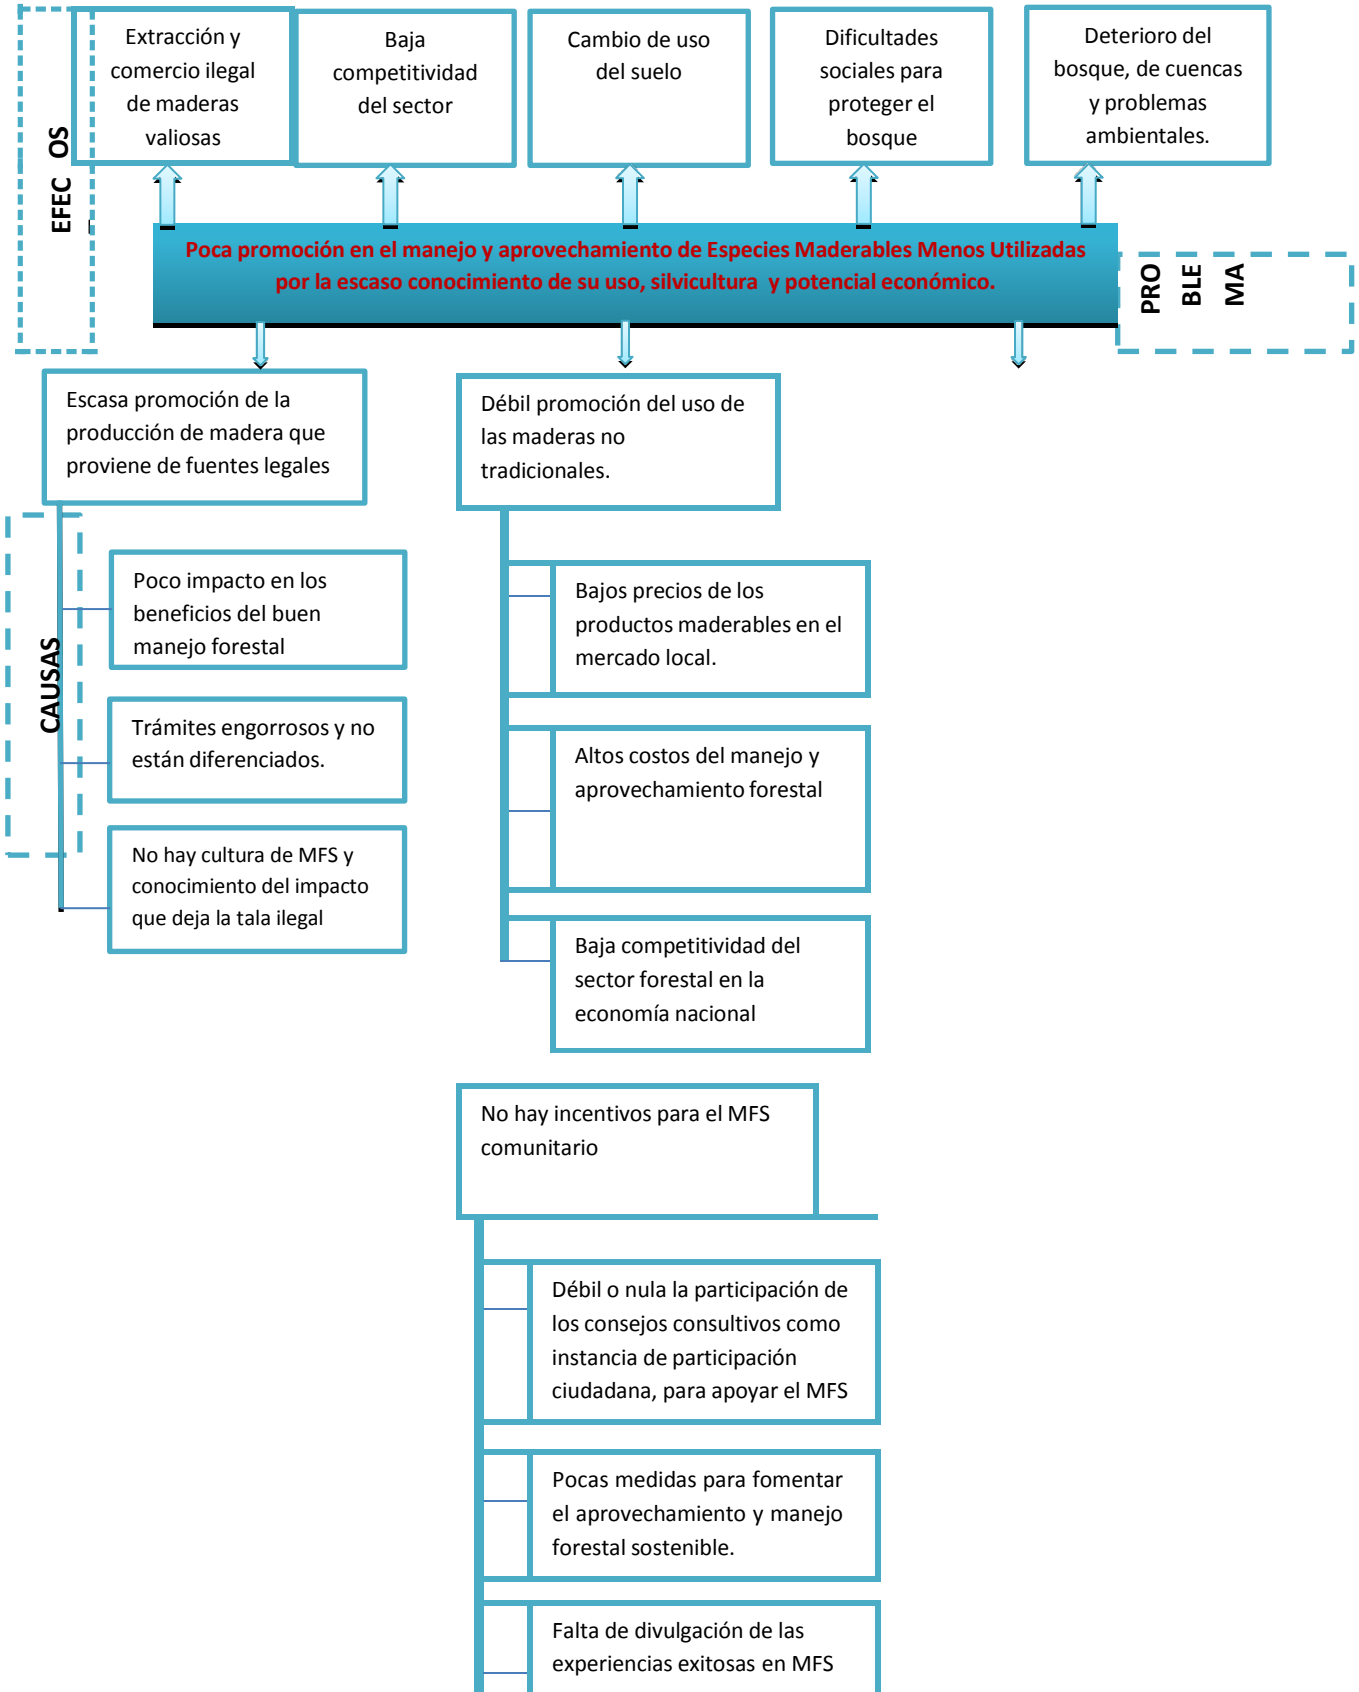 Extracción y
comercio ilegal
de maderas
valiosas
Baja
competitividad
del sector
Cambio de uso
del suelo
Dificultades
sociales para
proteger el
bosque
Deterioro del
bosque, de cuencas
y problemas
ambientales.
EFEC OS
Poca promoción en el manejo y aprovechamiento de Especies Maderables Menos Utilizadas
por la escaso conocimiento de su uso, silvicultura y potencial económico.
PRO
BLE
MA
Escasa promoción de la
producción de madera que
proviene de fuentes legales
CAUSAS
Poco impacto en los
beneficios del buen
manejo forestal
Trámites engorrosos y no
están diferenciados.
No hay cultura de MFS y
conocimiento del impacto
que deja la tala ilegal
Débil promoción del uso de
las maderas no
tradicionales.
Bajos precios de los
productos maderables en el
mercado local.
Altos costos del manejo y
aprovechamiento forestal
Baja competitividad del
sector forestal en la
economía nacional
No hay incentivos para el MFS
comunitario
Débil o nula la participación de
los consejos consultivos como
instancia de participación
ciudadana, para apoyar el MFS
Pocas medidas para fomentar
el aprovechamiento y manejo
forestal sostenible.
Falta de divulgación de las
experiencias exitosas en MFS